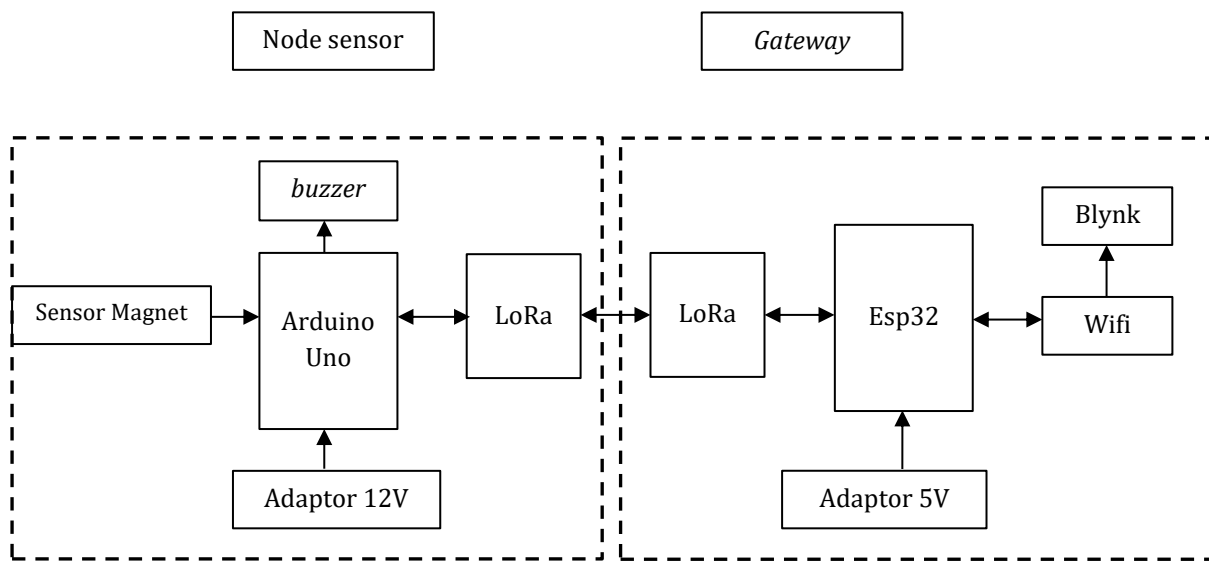 Node sensor
Gateway
buzzer
Blynk
Sensor Magnet
Arduino
Uno
LoRa
LoRa
Esp32
Wifi
Adaptor 12V
Adaptor 5V